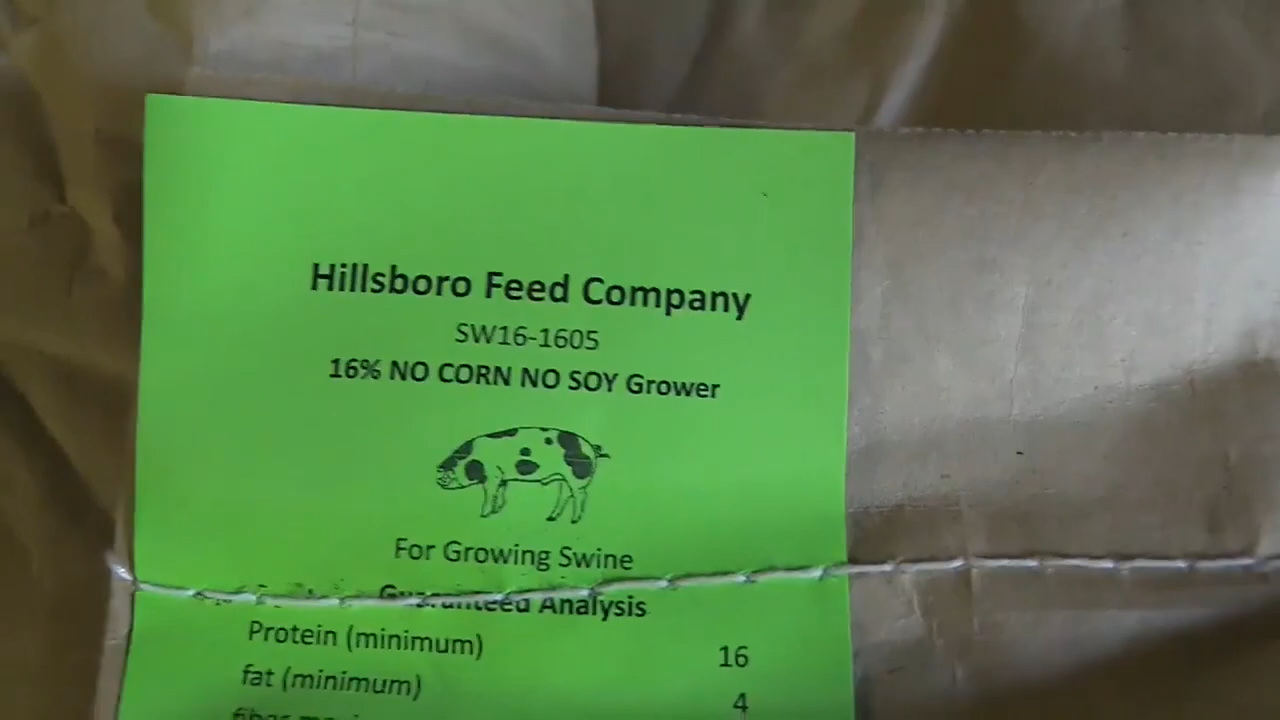 Hillsboro Feed Company
SW16-1605
16% NO CORN NO SOY Grower
For Growing Swine
Guaranteed Analysis
Protein (minimum) 16
fat (minimum) 4
fiber